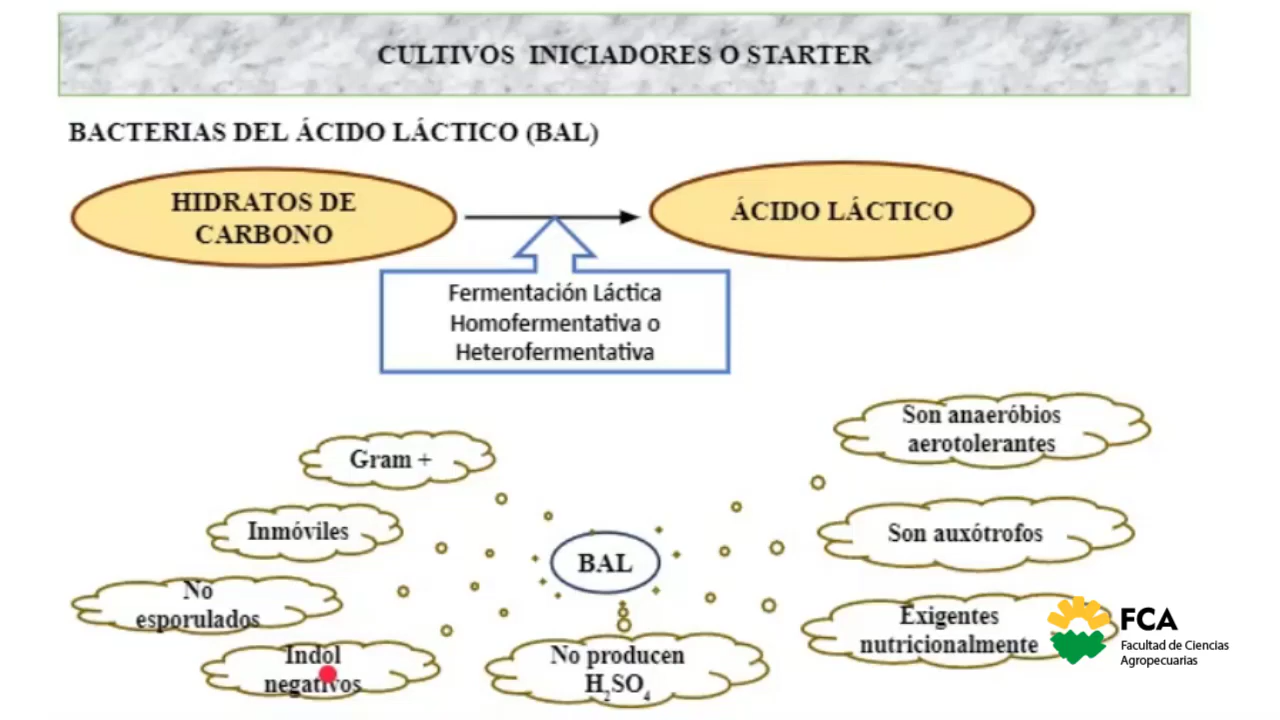 CULTIVOS INICIADORES O STARTER
BACTERIAS DEL ÁCIDO LÁCTICO (BAL)
HIDRATOS DE
CARBONO
ÁCIDO LÁCTICO
Fermentación Láctica
Homofermentativa o
Heterofermentativa
Gram +
Inmóviles
No
esporulados
Indol
negativos
BAL
No producen
H₂SO₄
Son anaeróbios
aerotolerantes
Son auxótrofos
Exigentes
nutricionalmente
FCA
Facultad de Ciencias
Agropecuarias